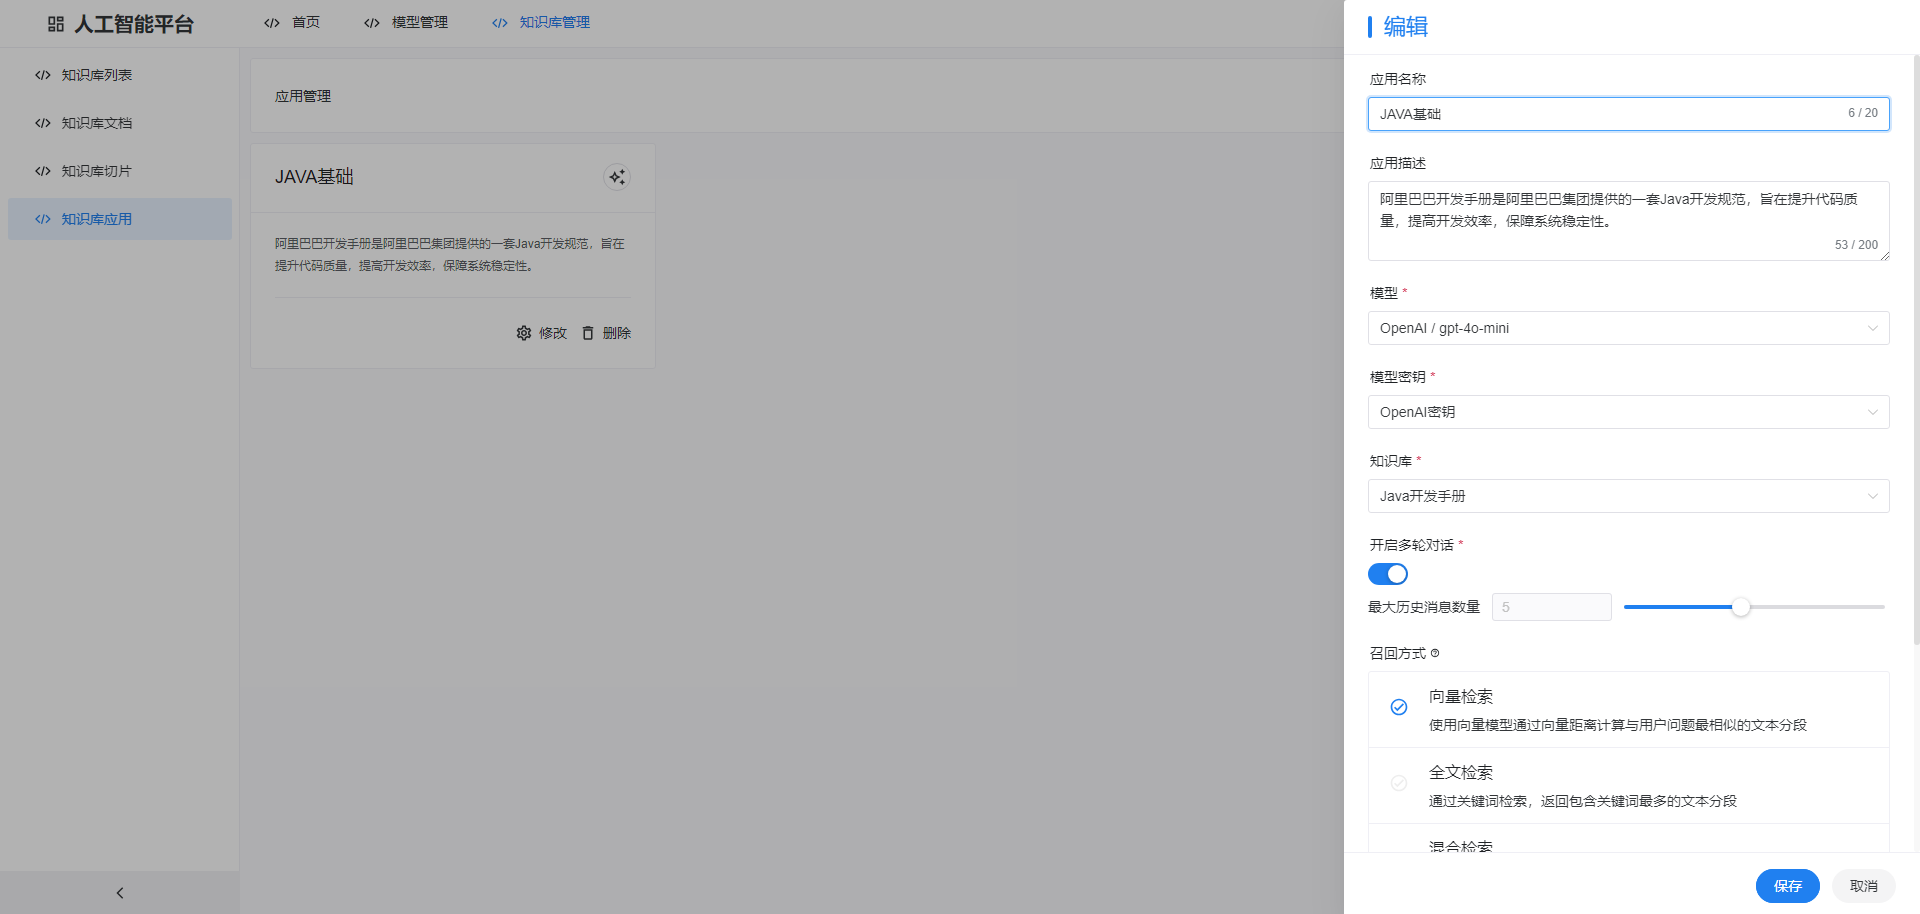 人工智能平台
首页
模型管理
知识库管理
知识库列表
知识库文档
知识库切片
知识库应用
应用管理
JAVA基础
阿里巴巴开发手册是阿里巴巴集团提供的一套Java开发规范，旨在
提升代码质量，提高开发效率，保障系统稳定性。
修改
删除
编辑
应用名称
JAVA基础
6 / 20
应用描述
阿里巴巴开发手册是阿里巴巴集团提供的一套Java开发规范，旨在提升代码质
量，提高开发效率，保障系统稳定性。
53 / 200
模型 *
OpenAI / gpt-4o-mini
模型密钥 *
OpenAI密钥
知识库 *
Java开发手册
开启多轮对话 *
最大历史消息数量
5
召回方式
向量检索
使用向量模型通过向量距离计算与用户问题最相似的文本分段
全文检索
通过关键词检索，返回包含关键词最多的文本分段
混合检索
保存
取消